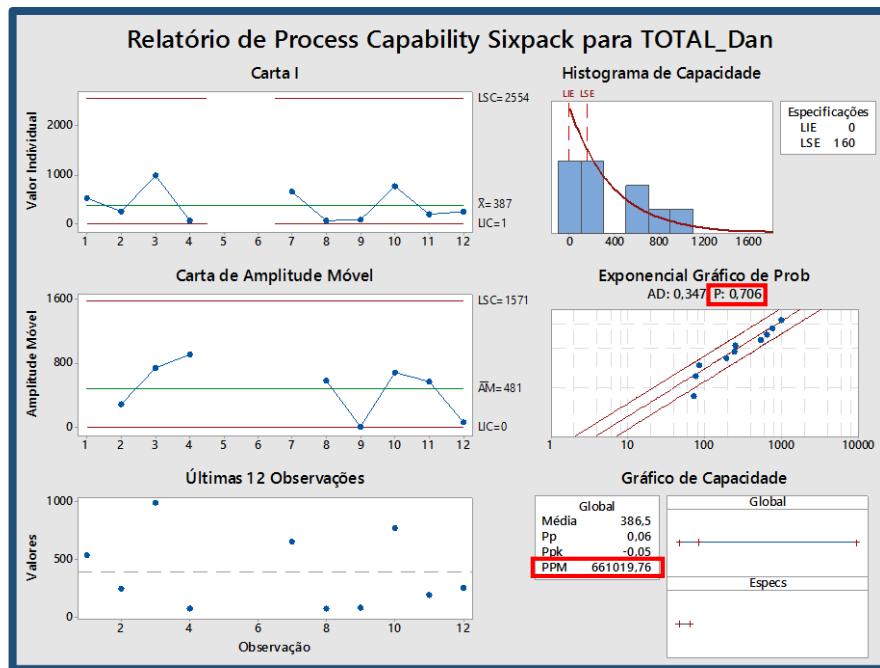 Relatório de Process Capability Sixpack para TOTAL_Dan
Carta I
Valor Individual
2000
1000
0
1 2 3 4 5 6 7 8 9 10 11 12
LSC=2554
X̄=387
LIC=1
Carta de Amplitude Móvel
Amplitude Móvel
1600
800
0
1 2 3 4 5 6 7 8 9 10 11 12
LSC=1571
A̅M̅=481
LIC=0
Últimas 12 Observações
Valores
1000
500
0
2 4 6 8 10 12
Observação
Histograma de Capacidade
LIE LSE
0 400 800 1200 1600
Especificações
LIE 0
LSE 160
Exponencial Gráfico de Prob
AD: 0,347 P: 0,706
1 10 100 1000 10000
Gráfico de Capacidade
Global
Média 386,5
Pp 0,06
Ppk -0,05
PPM 661019,76
Global
Especs